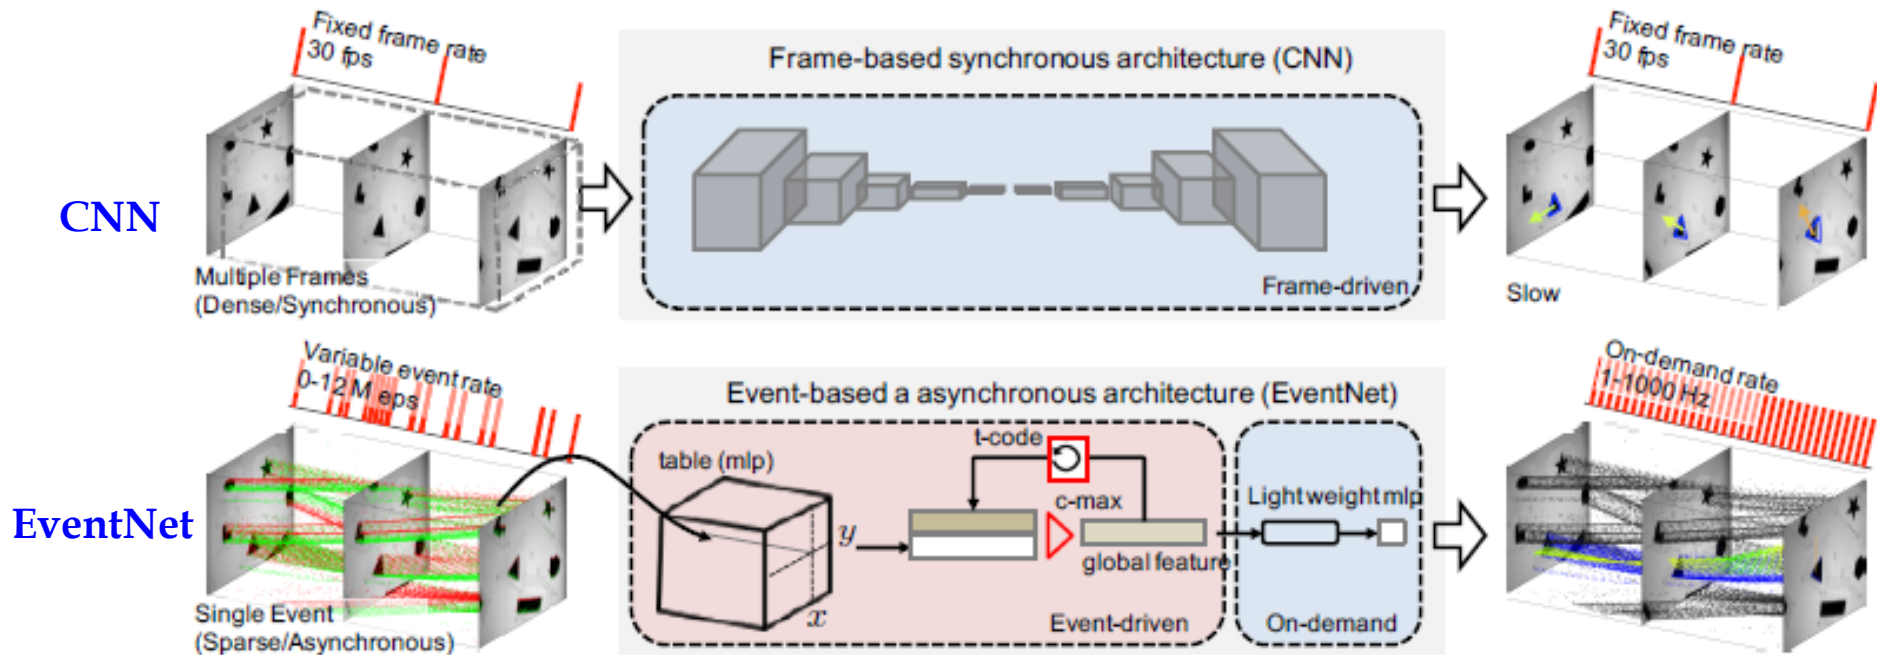 Fixed frame rate
30 fps
CNN
Multiple Frames
(Dense/Synchronous)
Frame-based synchronous architecture (CNN)
Frame-driven
Fixed frame rate
30 fps
Slow
Variable event rate
0-12 M eps
EventNet
Single Event
(Sparse/Asynchronous)
Event-based a asynchronous architecture (EventNet)
t-code
table (mlp)
c-max
y
x
global feature
Event-driven
Light weight mlp
On-demand
On-demand rate
1-1000 Hz